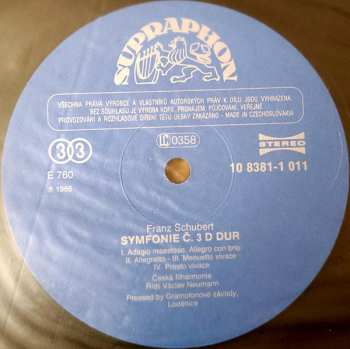 SUPRAPHON
VŠECHNA PRÁVA VÝROBCE A VLASTNÍKŮ AUTORSKÝCH PRÁV K DÍLU JSOU VYHRAZENA.
BEZ SOUHLASU JE VÝROBA KOPIÍ, PRONÁJEM, PŮJČOVÁNÍ, VEŘEJNÉ
PROVOZOVÁNÍ A ROZHLASOVÉ ŠÍŘENÍ TÉTO DESKY ZAKÁZÁNO - MADE IN CZECHOSLOVAKIA
33
LC 0358
STEREO
10 8381-1 011
E 760
℗ 1986
Franz Schubert
SYMFONIE Č. 3 D DUR
I. Adagio maestoso. Allegro con brio
II. Allegretto - III. Menuetto vivace
IV. Presto vivace
Česká filharmonie
Řídí Václav Neumann
Pressed by Gramofonové závody,
Loděnice